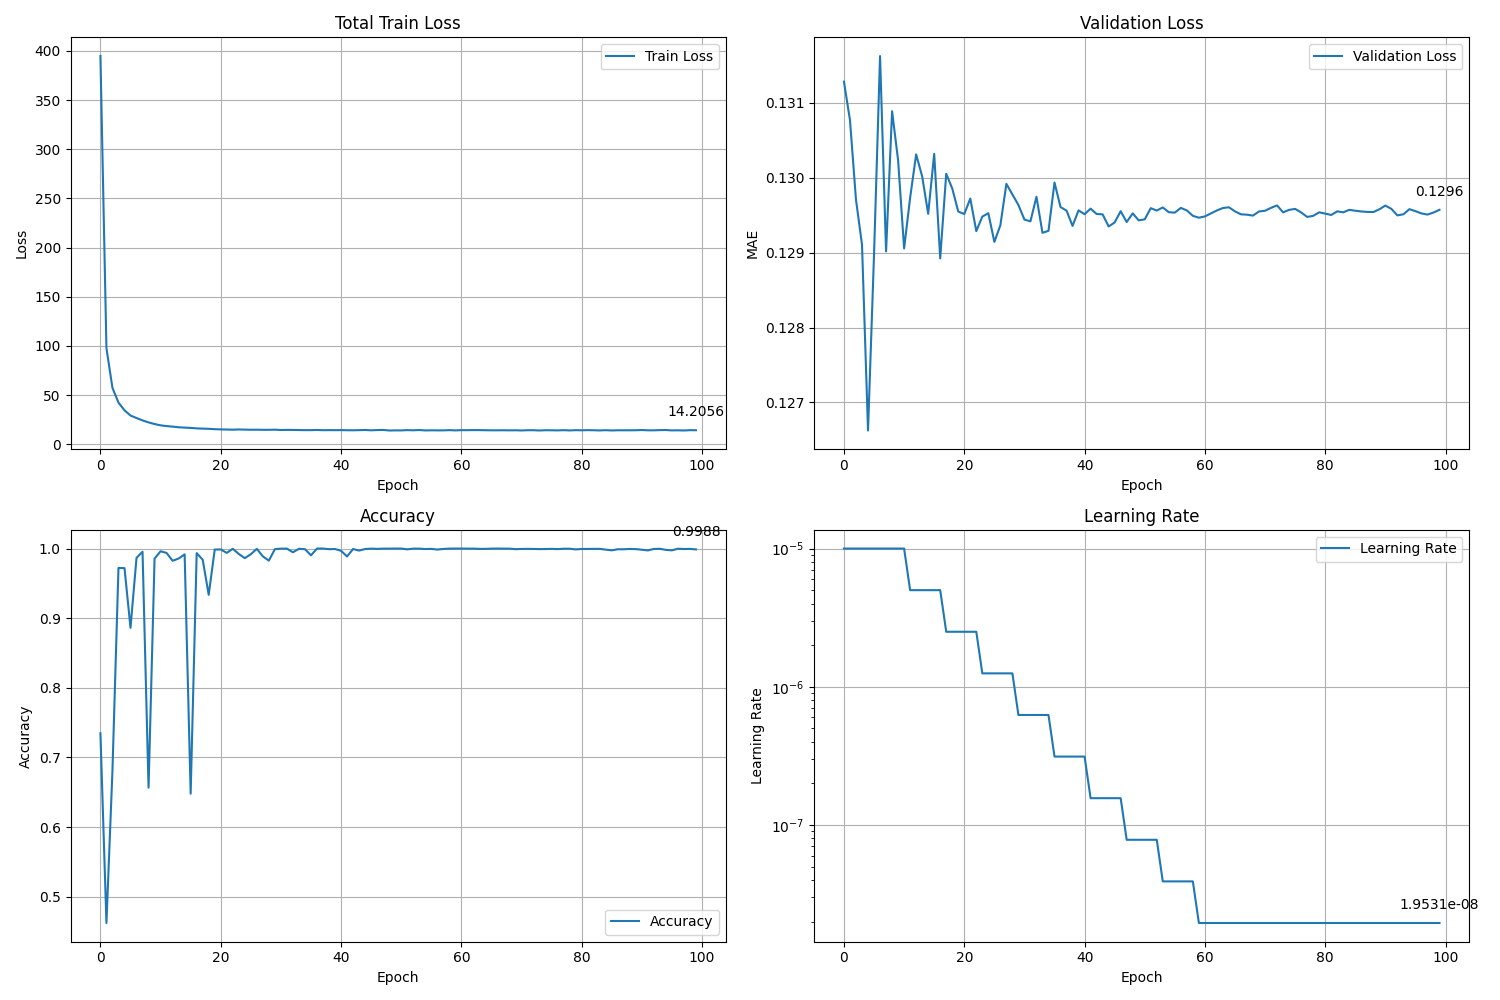 Total Train Loss
Train Loss
400
350
300
250
200
150
100
50
0
Loss
14.2056
0
20
40
60
80
100
Epoch
Validation Loss
Validation Loss
0.131
0.130
0.129
0.128
0.127
MAE
0.1296
0
20
40
60
80
100
Epoch
Accuracy
0.9988
1.0
0.9
0.8
0.7
0.6
0.5
Accuracy
Accuracy
0
20
40
60
80
100
Epoch
Learning Rate
Learning Rate
10⁻⁵
10⁻⁶
10⁻⁷
Learning Rate
1.9531e-08
0
20
40
60
80
100
Epoch